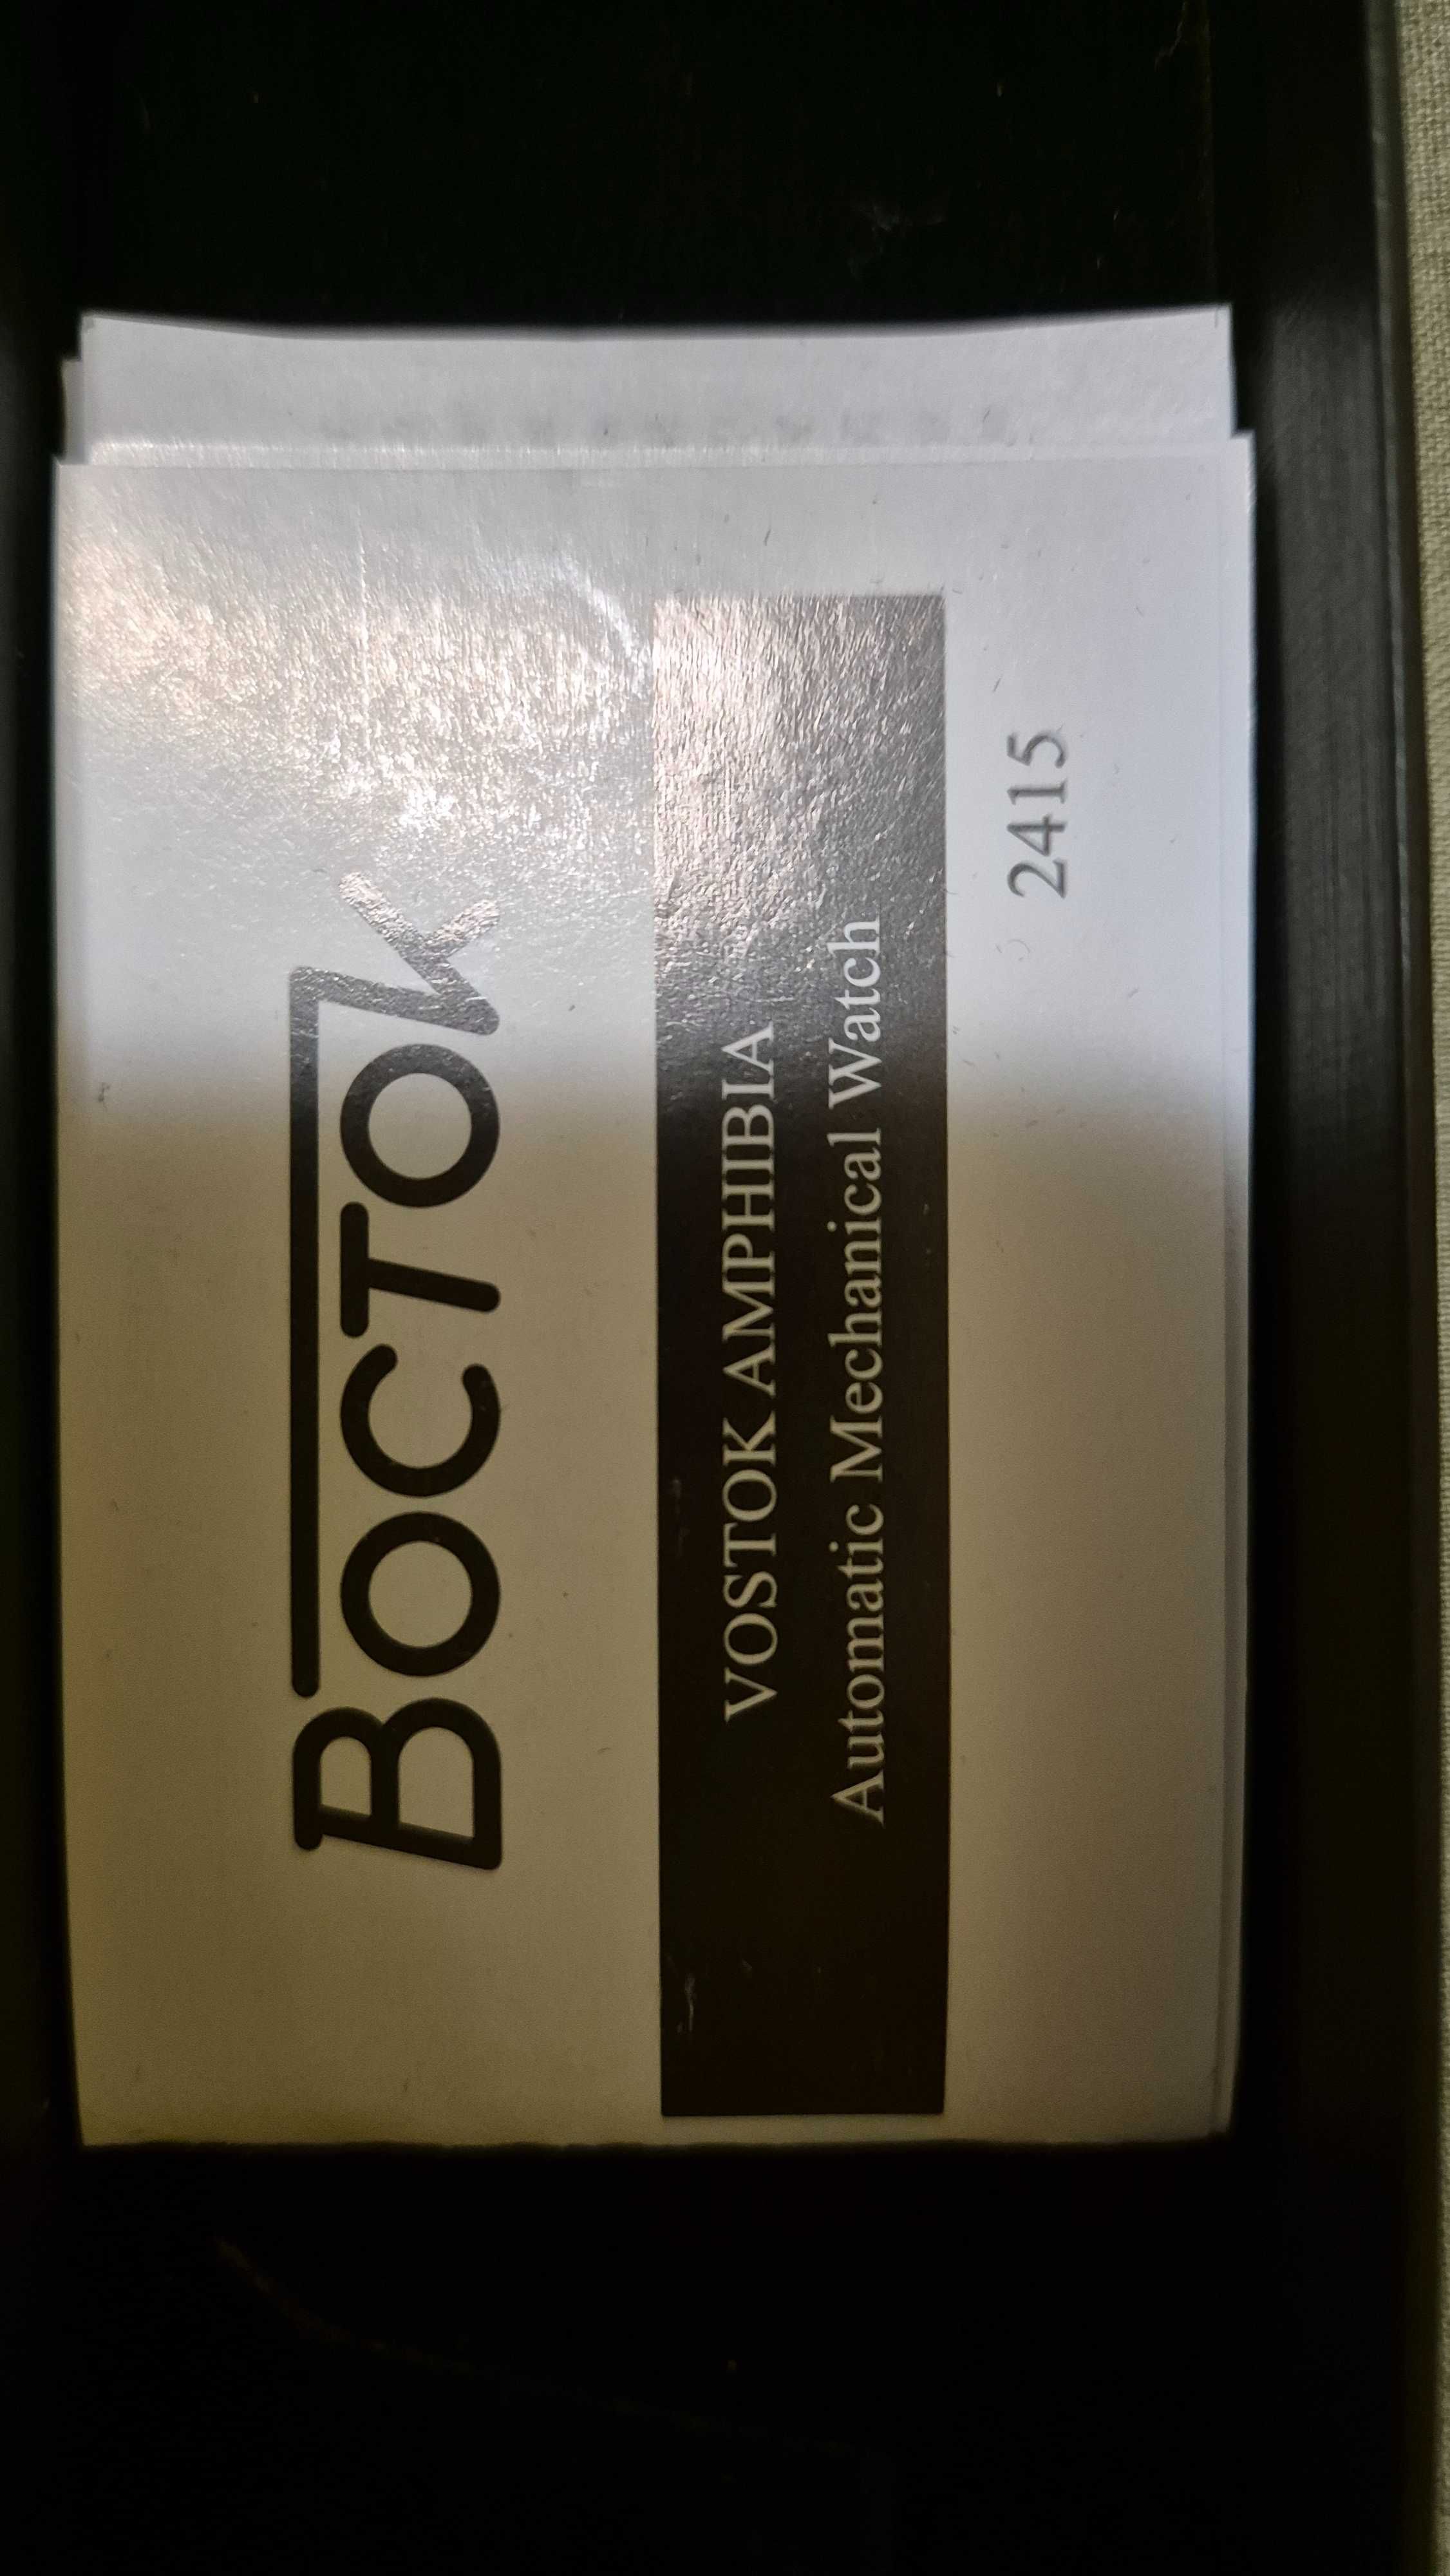 Восток
VOSTOK AMPHIBIA
Automatic Mechanical Watch
2415